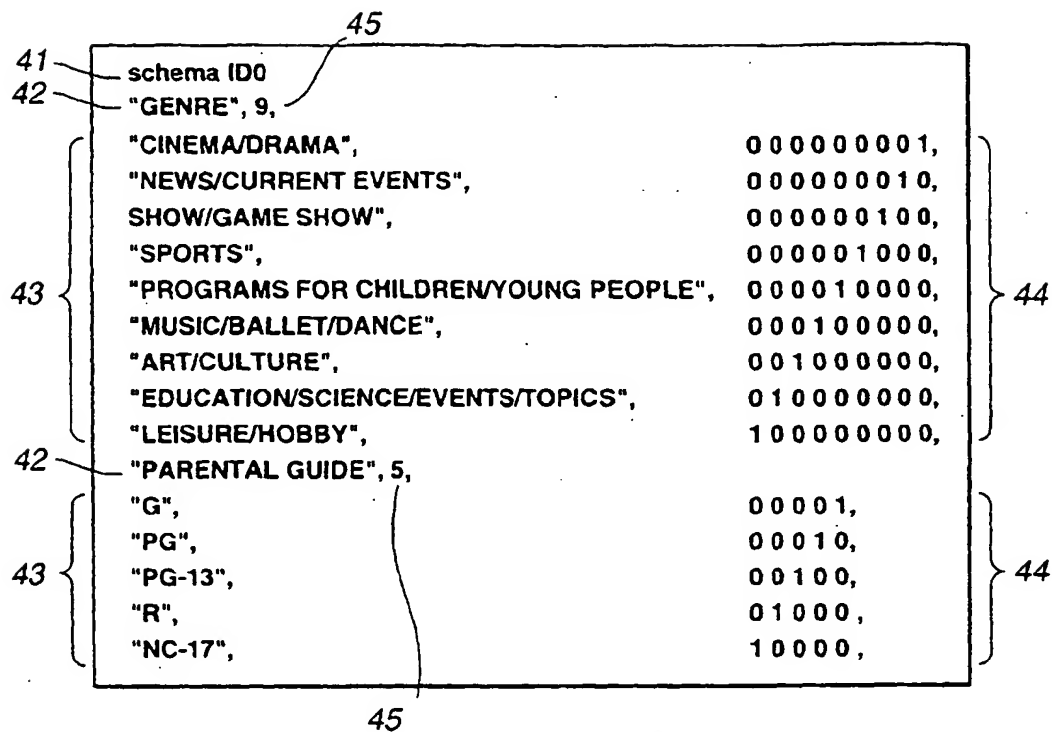 45
41 schema ID0
42 "GENRE", 9,
"CINEMA/DRAMA", 000000001,
"NEWS/CURRENT EVENTS", 000000010,
SHOW/GAME SHOW", 000000100,
"SPORTS", 000001000,
43 "PROGRAMS FOR CHILDREN/YOUNG PEOPLE", 000010000, 44
"MUSIC/BALLET/DANCE", 000100000,
"ART/CULTURE", 001000000,
"EDUCATION/SCIENCE/EVENTS/TOPICS", 010000000,
"LEISURE/HOBBY", 100000000,
42 "PARENTAL GUIDE", 5,
"G", 00001,
"PG", 00010,
43 "PG-13", 00100, 44
"R", 01000,
"NC-17", 10000,
45